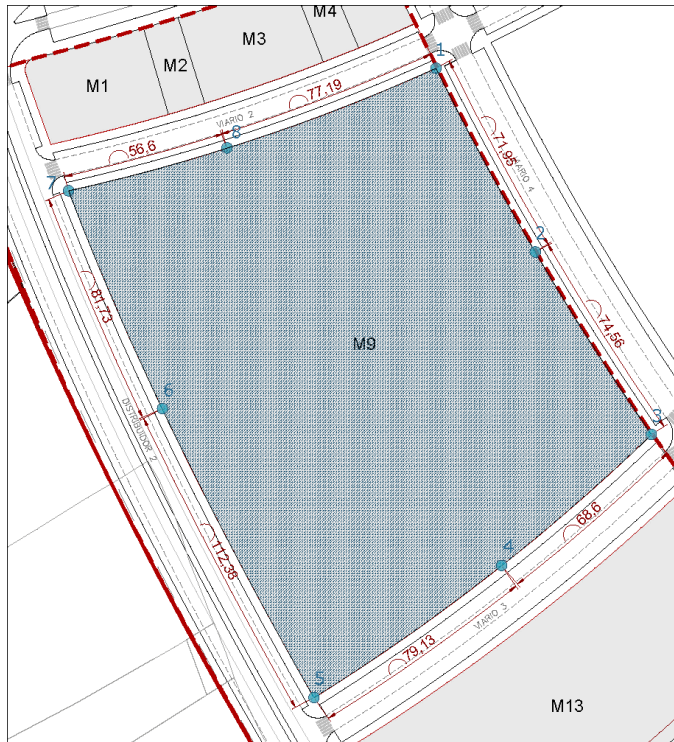 M4
M3
M2
M1
1
77,19
VIARIO 2
8
56,6
7
71,95
VIARIO 4
2
81,73
74,56
M9
6
DISTRIBUIDOR 2
3
112,38
68,6
4
VIARIO 3
79,13
5
M13